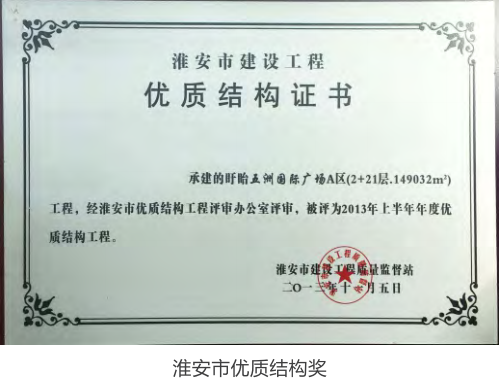 淮安市建设工程
优质结构证书
承建的盱眙五洲国际广场A区(2+21层.149032m²)
工程，经淮安市优质结构工程评审办公室评审，被评为2013年上半年年度优
质结构工程。
淮安市建设工程质量监督站
二〇一三年十一月五日
淮安市优质结构奖